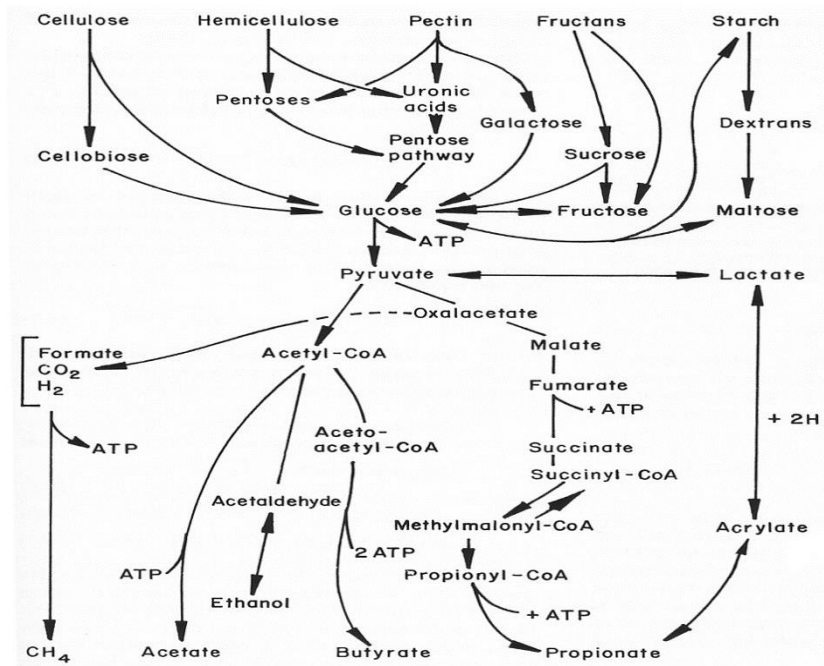 Cellulose
Hemicellulose
Pectin
Fructans
Starch
Pentoses
Uronic
acids
Galactose
Dextrans
Cellobiose
Pentose
pathway
Sucrose
Glucose
Fructose
Maltose
ATP
Pyruvate
Lactate
Oxalacetate
Formate
CO2
H2
Acetyl-CoA
Malate
Fumarate
+ ATP
ATP
Aceto-
acetyl-CoA
+ 2H
Succinate
Succinyl-CoA
Acetaldehyde
Methylmalonyl-CoA
Acrylate
2 ATP
ATP
Propionyl-CoA
Ethanol
+ ATP
CH4
Acetate
Butyrate
Propionate